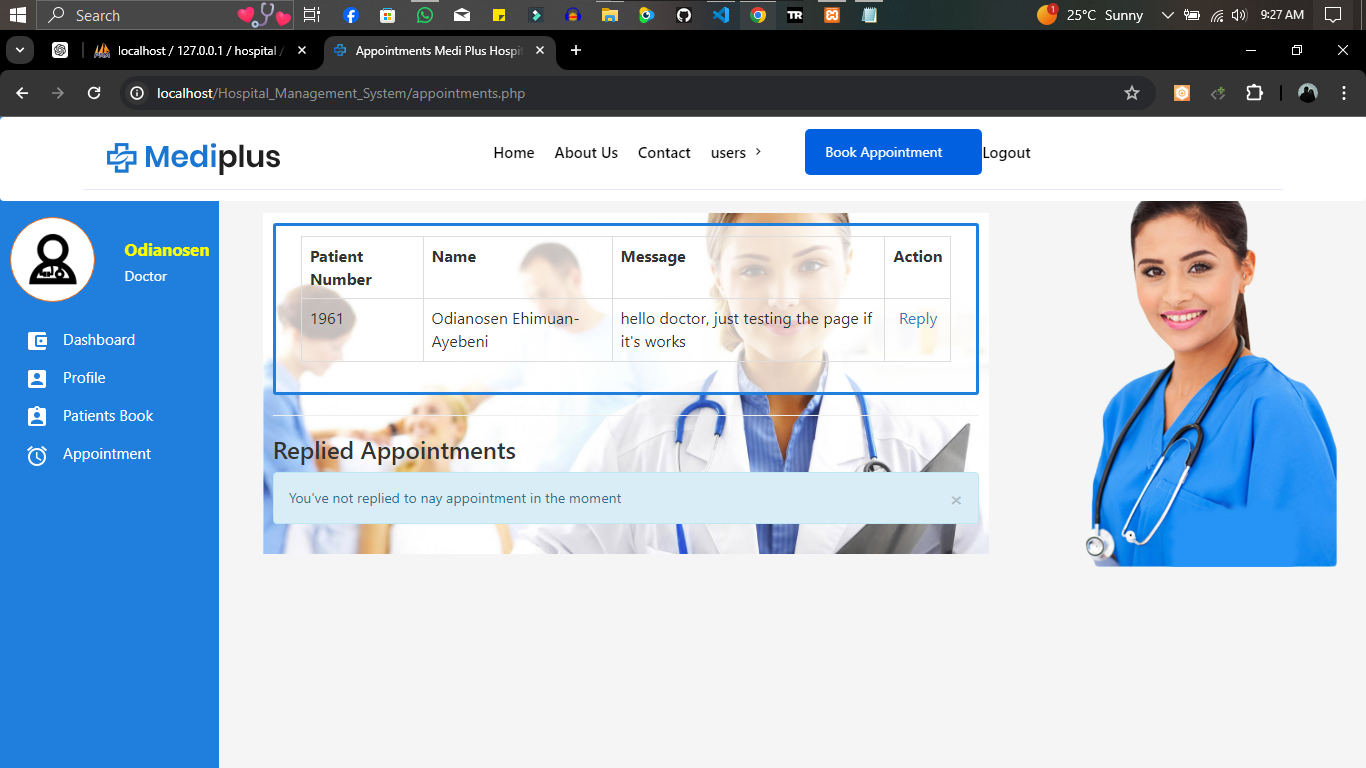 Search
25°C Sunny
9:27 AM
localhost / 127.0.0.1 / hospital /
Appointments Medi Plus Hospit
localhost/Hospital_Management_System/appointments.php
Mediplus
Home
About Us
Contact
users
Book Appointment
Logout
Odianosen
Doctor
Dashboard
Profile
Patients Book
Appointment
Patient
Number
Name
Message
Action
1961
Odianosen Ehimuan-
Ayebeni
hello doctor, just testing the page if
it's works
Reply
Replied Appointments
You've not replied to nay appointment in the moment
×
TR
1